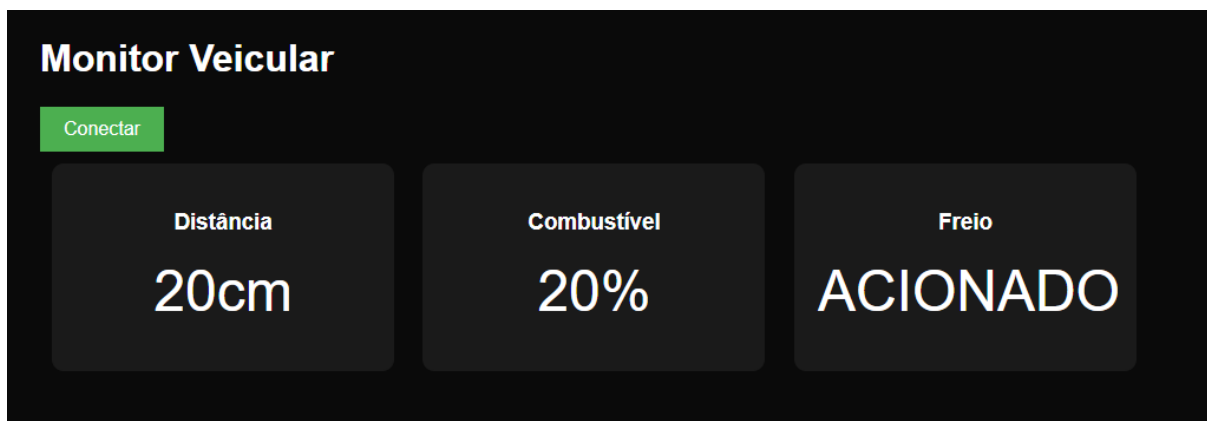 Monitor Veicular
Conectar
Distância
20cm
Combustível
20%
Freio
ACIONADO